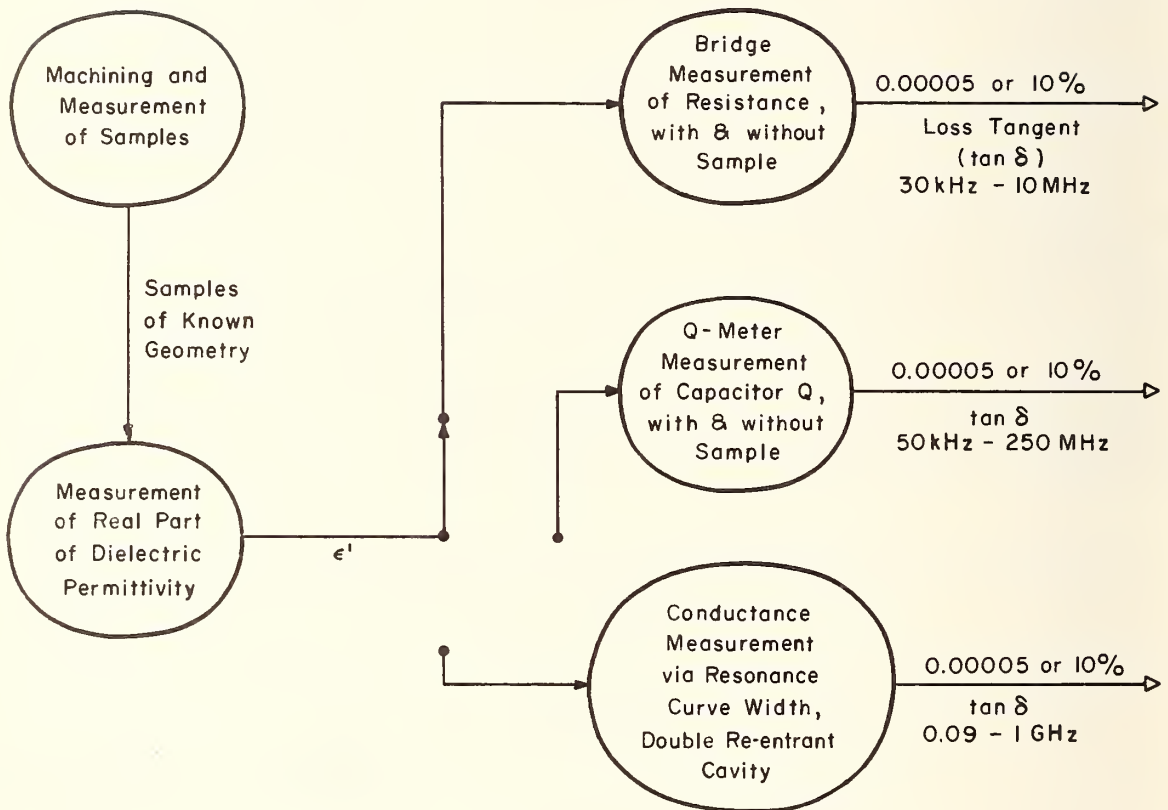 Machining and
Measurement
of Samples
Samples
of Known
Geometry
Measurement
of Real Part
of Dielectric
Permittivity
ϵ'
Bridge
Measurement
of Resistance,
with & without
Sample
0.00005 or 10%
Loss Tangent
(tan δ)
30 kHz - 10 MHz
Q-Meter
Measurement
of Capacitor Q,
with & without
Sample
0.00005 or 10%
tan δ
50 kHz - 250 MHz
Conductance
Measurement
via Resonance
Curve Width,
Double Re-entrant
Cavity
0.00005 or 10%
tan δ
0.09 - 1 GHz